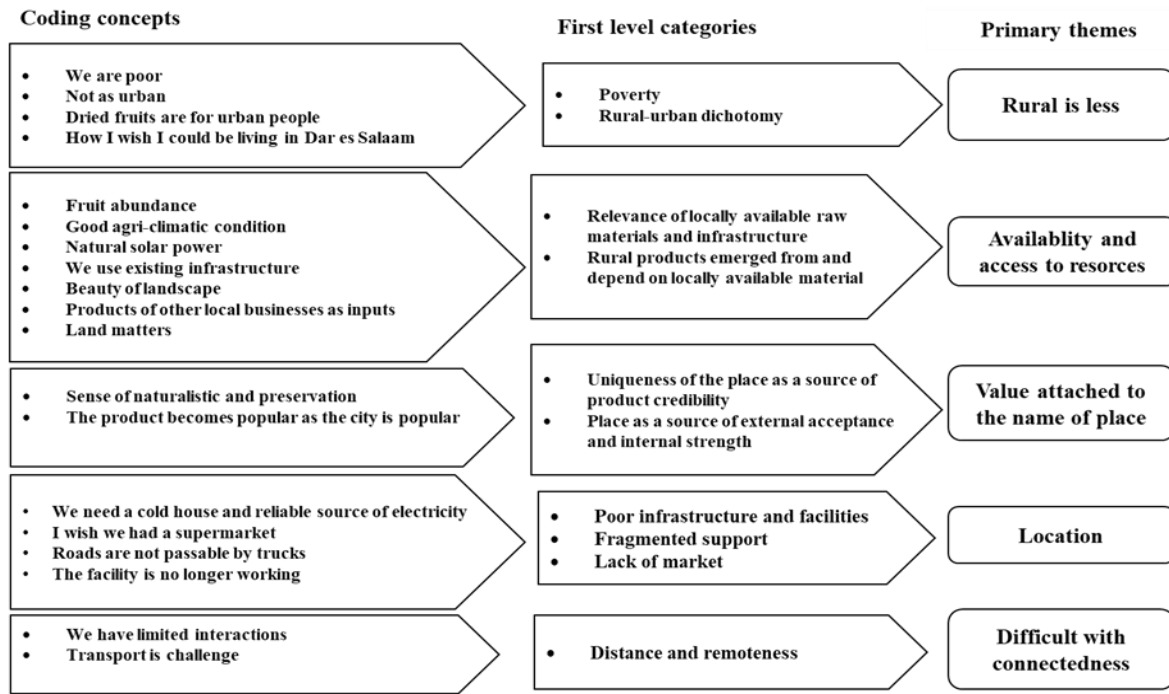 Coding concepts
First level categories
Primary themes
• We are poor
• Not as urban
• Dried fruits are for urban people
• How I wish I could be living in Dar es Salaam
• Poverty
• Rural-urban dichotomy
Rural is less
• Fruit abundance
• Good agri-climatic condition
• Natural solar power
• We use existing infrastructure
• Beauty of landscape
• Products of other local businesses as inputs
• Land matters
• Relevance of locally available raw
materials and infrastructure
• Rural products emerged from and
depend on locally available material
Availablity and
access to resorces
• Sense of naturalistic and preservation
• The product becomes popular as the city is popular
• Uniqueness of the place as a source of
product credibility
• Place as a source of external acceptance
and internal strength
Value attached to
the name of place
• We need a cold house and reliable source of electricity
• I wish we had a supermarket
• Roads are not passable by trucks
• The facility is no longer working
• Poor infrastructure and facilities
• Fragmented support
• Lack of market
Location
• We have limited interactions
• Transport is challenge
• Distance and remoteness
Difficult with
connectedness